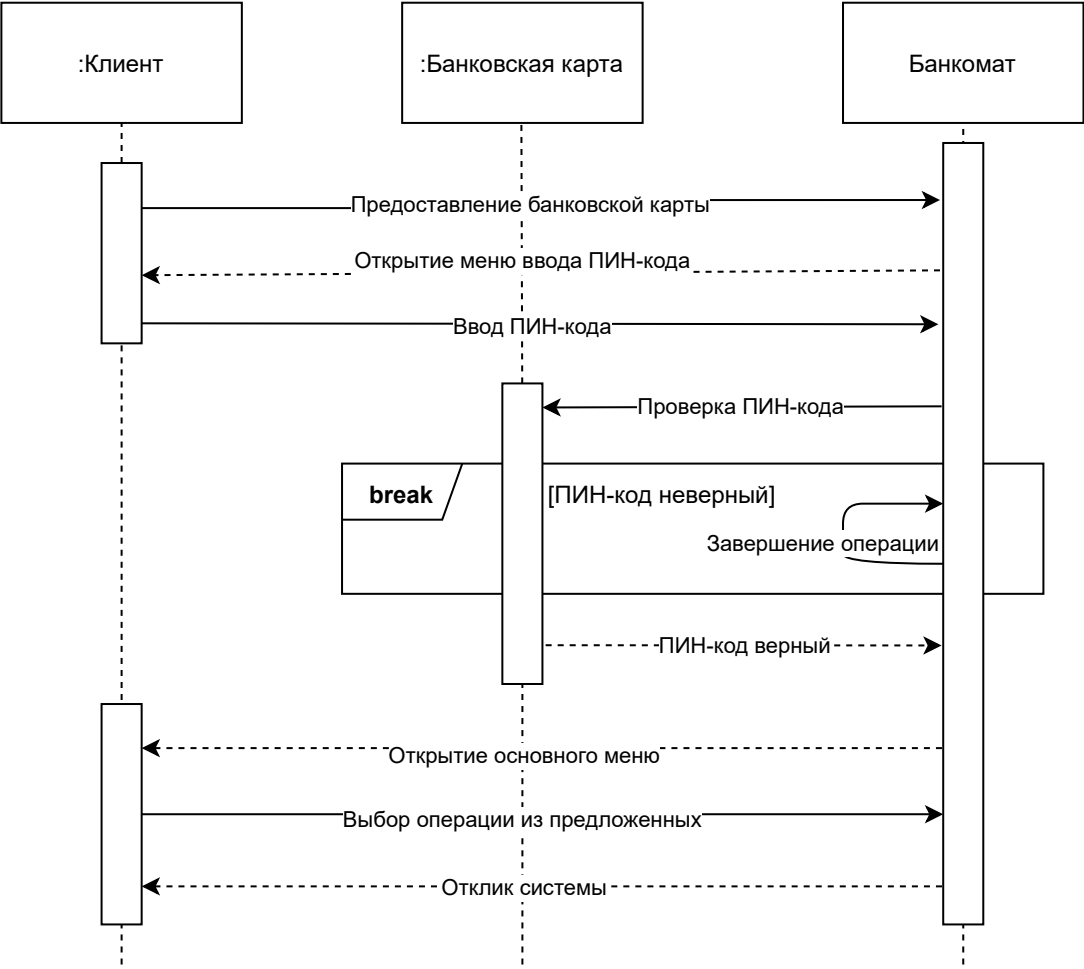 :Клиент
:Банковская карта
Банкомат
Предоставление банковской карты
Открытие меню ввода ПИН-кода
Ввод ПИН-кода
Проверка ПИН-кода
break
[ПИН-код неверный]
Завершение операции
ПИН-код верный
Открытие основного меню
Выбор операции из предложенных
Отклик системы